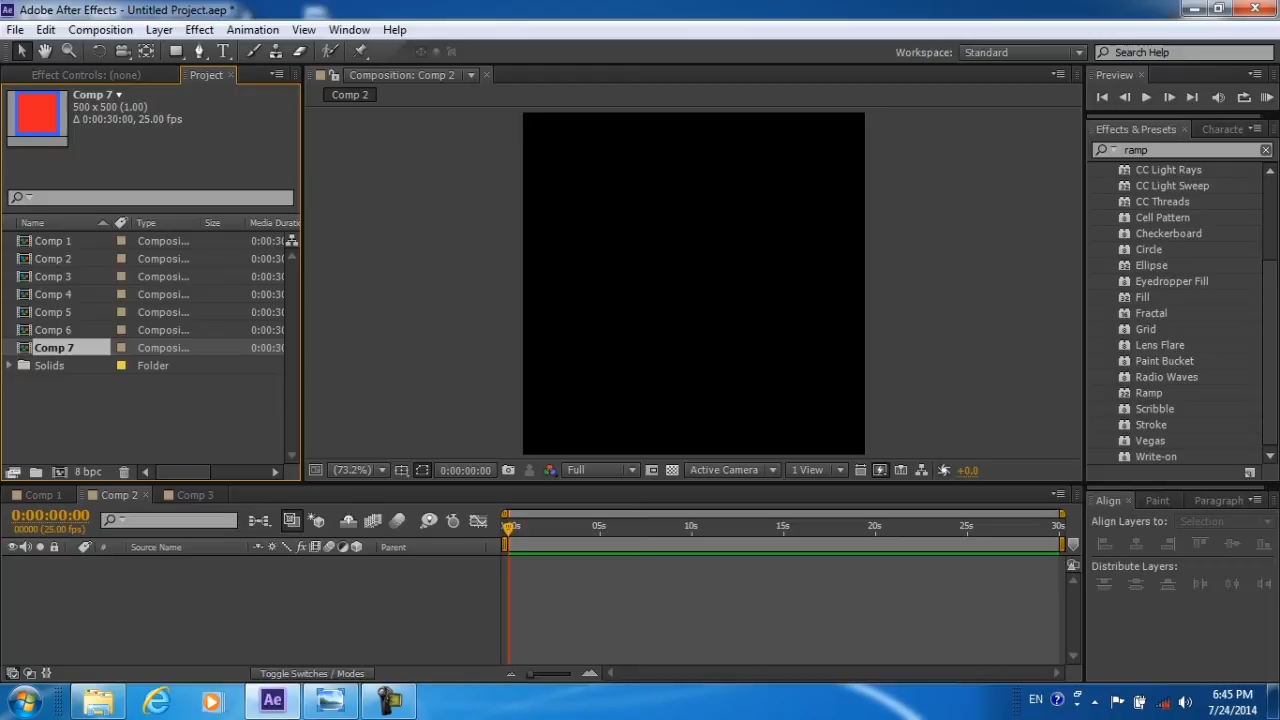 Adobe After Effects - Untitled Project.aep *
File Edit Composition Layer Effect Animation View Window Help
Workspace: Standard Search Help
Effect Controls: (none) Project
Composition: Comp 2
Preview
Comp 7
500 x 500 (1.00)
Δ 0:00:30:00, 25.00 fps
Comp 2
Effects & Presets Characte
ramp
CC Light Rays
CC Light Sweep
CC Threads
Cell Pattern
Checkerboard
Circle
Ellipse
Eyedropper Fill
Fill
Fractal
Grid
Lens Flare
Paint Bucket
Radio Waves
Ramp
Scribble
Stroke
Vegas
Write-on
Name Type Size Media Duratio
Comp 1 Composi... 0:00:30
Comp 2 Composi... 0:00:30
Comp 3 Composi... 0:00:30
Comp 4 Composi... 0:00:30
Comp 5 Composi... 0:00:30
Comp 6 Composi... 0:00:30
Comp 7 Composi... 0:00:30
Solids Folder
8 bpc
(73.2%) 0:00:00:00 Full Active Camera 1 View +0.0
Comp 1 Comp 2 Comp 3
Align Paint Paragraph
0:00:00:00
00000 (25.00 fps)
05s 10s 15s 20s 25s 30s
Source Name Parent
Align Layers to: Selection
Distribute Layers:
Toggle Switches / Modes
Ae
EN
6:45 PM
7/24/2014